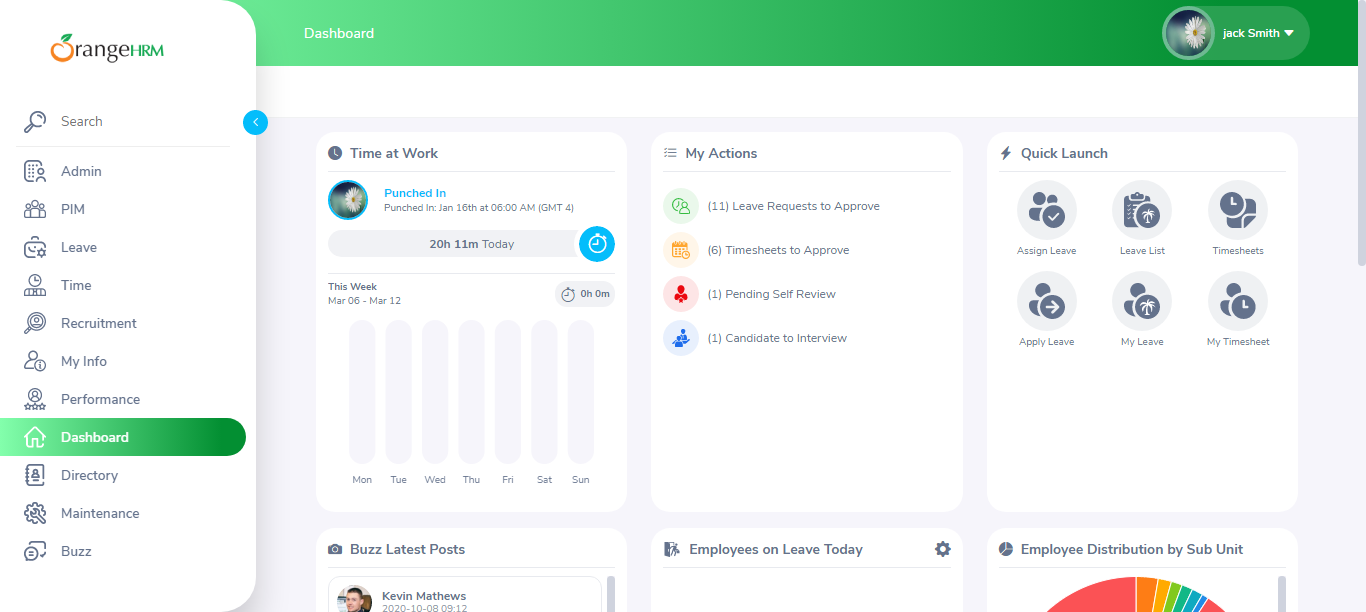 OrangeHRM
Search
Admin
PIM
Leave
Time
Recruitment
My Info
Performance
Dashboard
Directory
Maintenance
Buzz
Dashboard
jack Smith
Time at Work
Punched In
Punched In: Jan 16th at 06:00 AM (GMT 4)
20h 11m Today
This Week
Mar 06 - Mar 12
0h 0m
Mon Tue Wed Thu Fri Sat Sun
My Actions
(11) Leave Requests to Approve
(6) Timesheets to Approve
(1) Pending Self Review
(1) Candidate to Interview
Quick Launch
Assign Leave Leave List Timesheets
Apply Leave My Leave My Timesheet
Buzz Latest Posts
Kevin Mathews
2020-10-08 09:12
Employees on Leave Today
Employee Distribution by Sub Unit